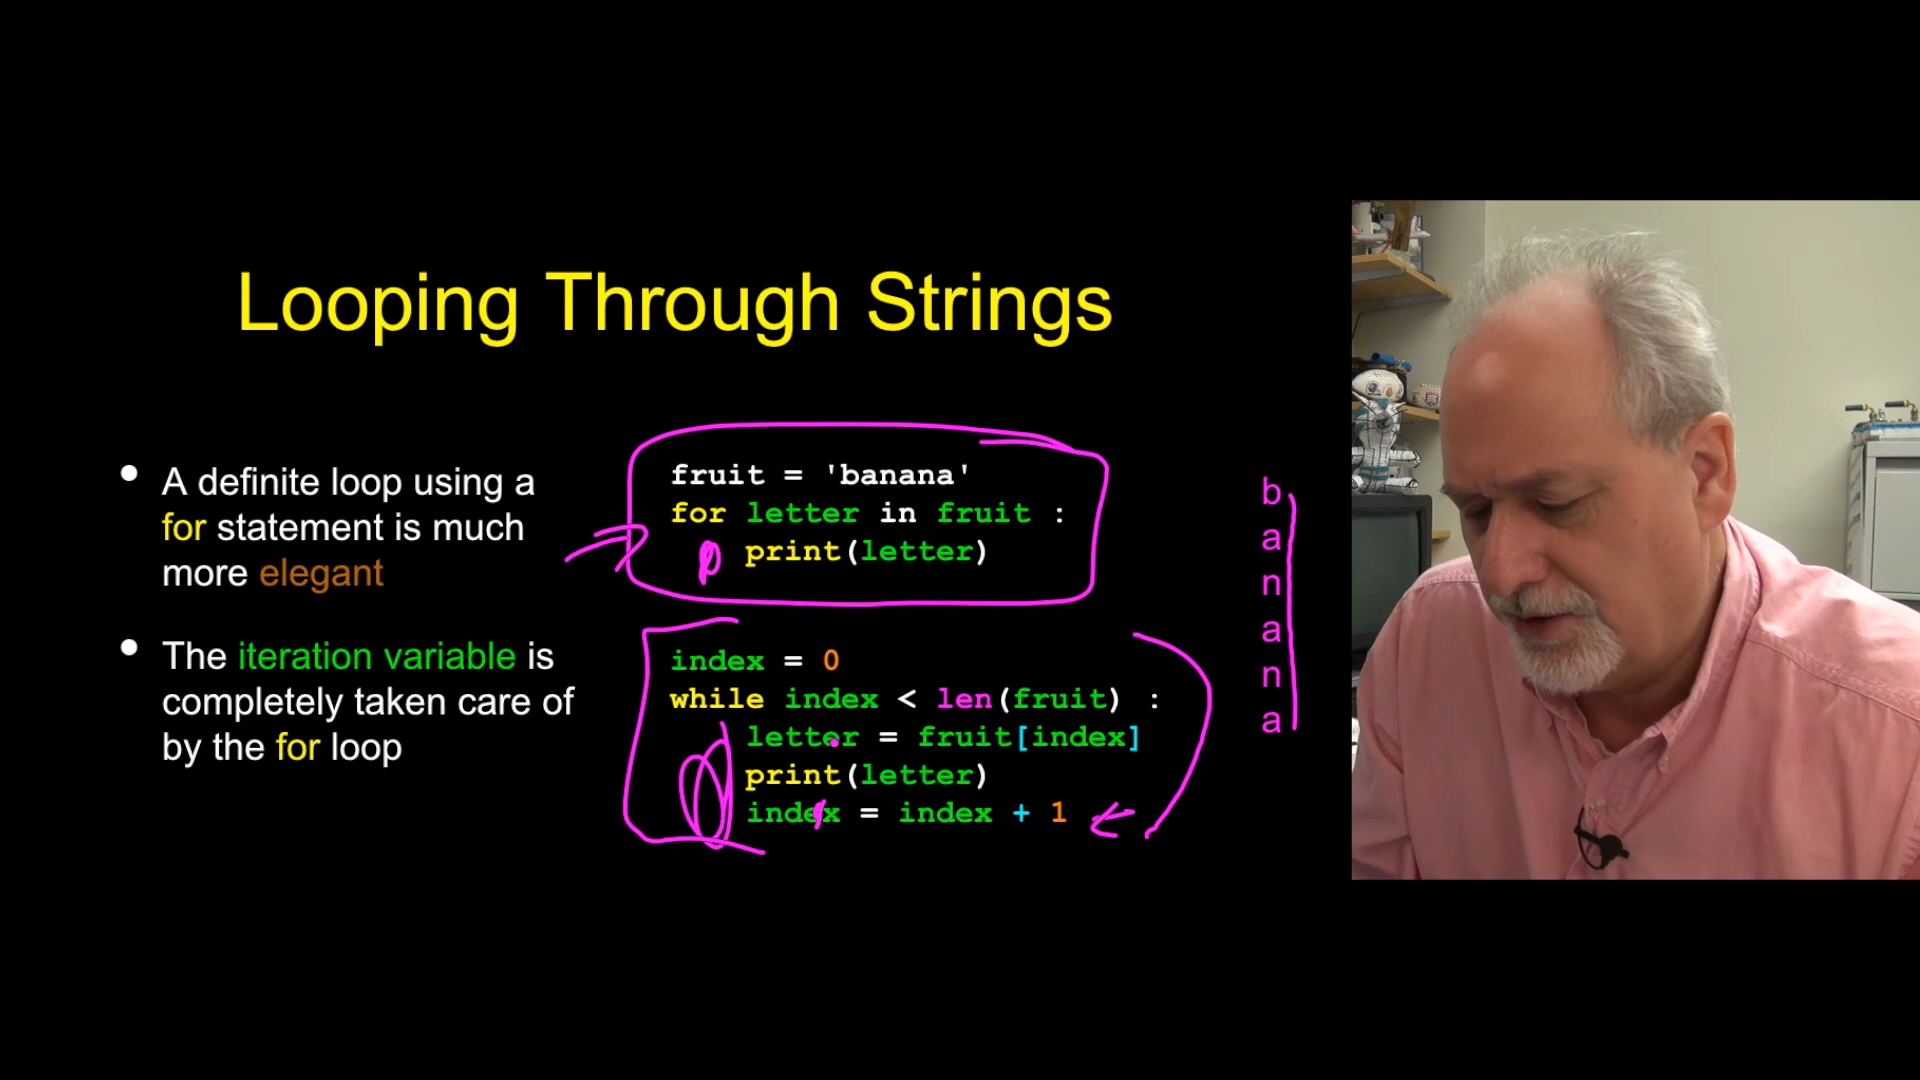 Looping Through Strings
• A definite loop using a
for statement is much
more elegant
• The iteration variable is
completely taken care of
by the for loop
fruit = 'banana'
for letter in fruit :
    print(letter)
index = 0
while index < len(fruit) :
    letter = fruit[index]
    print(letter)
    index = index + 1
b
a
n
a
n
a